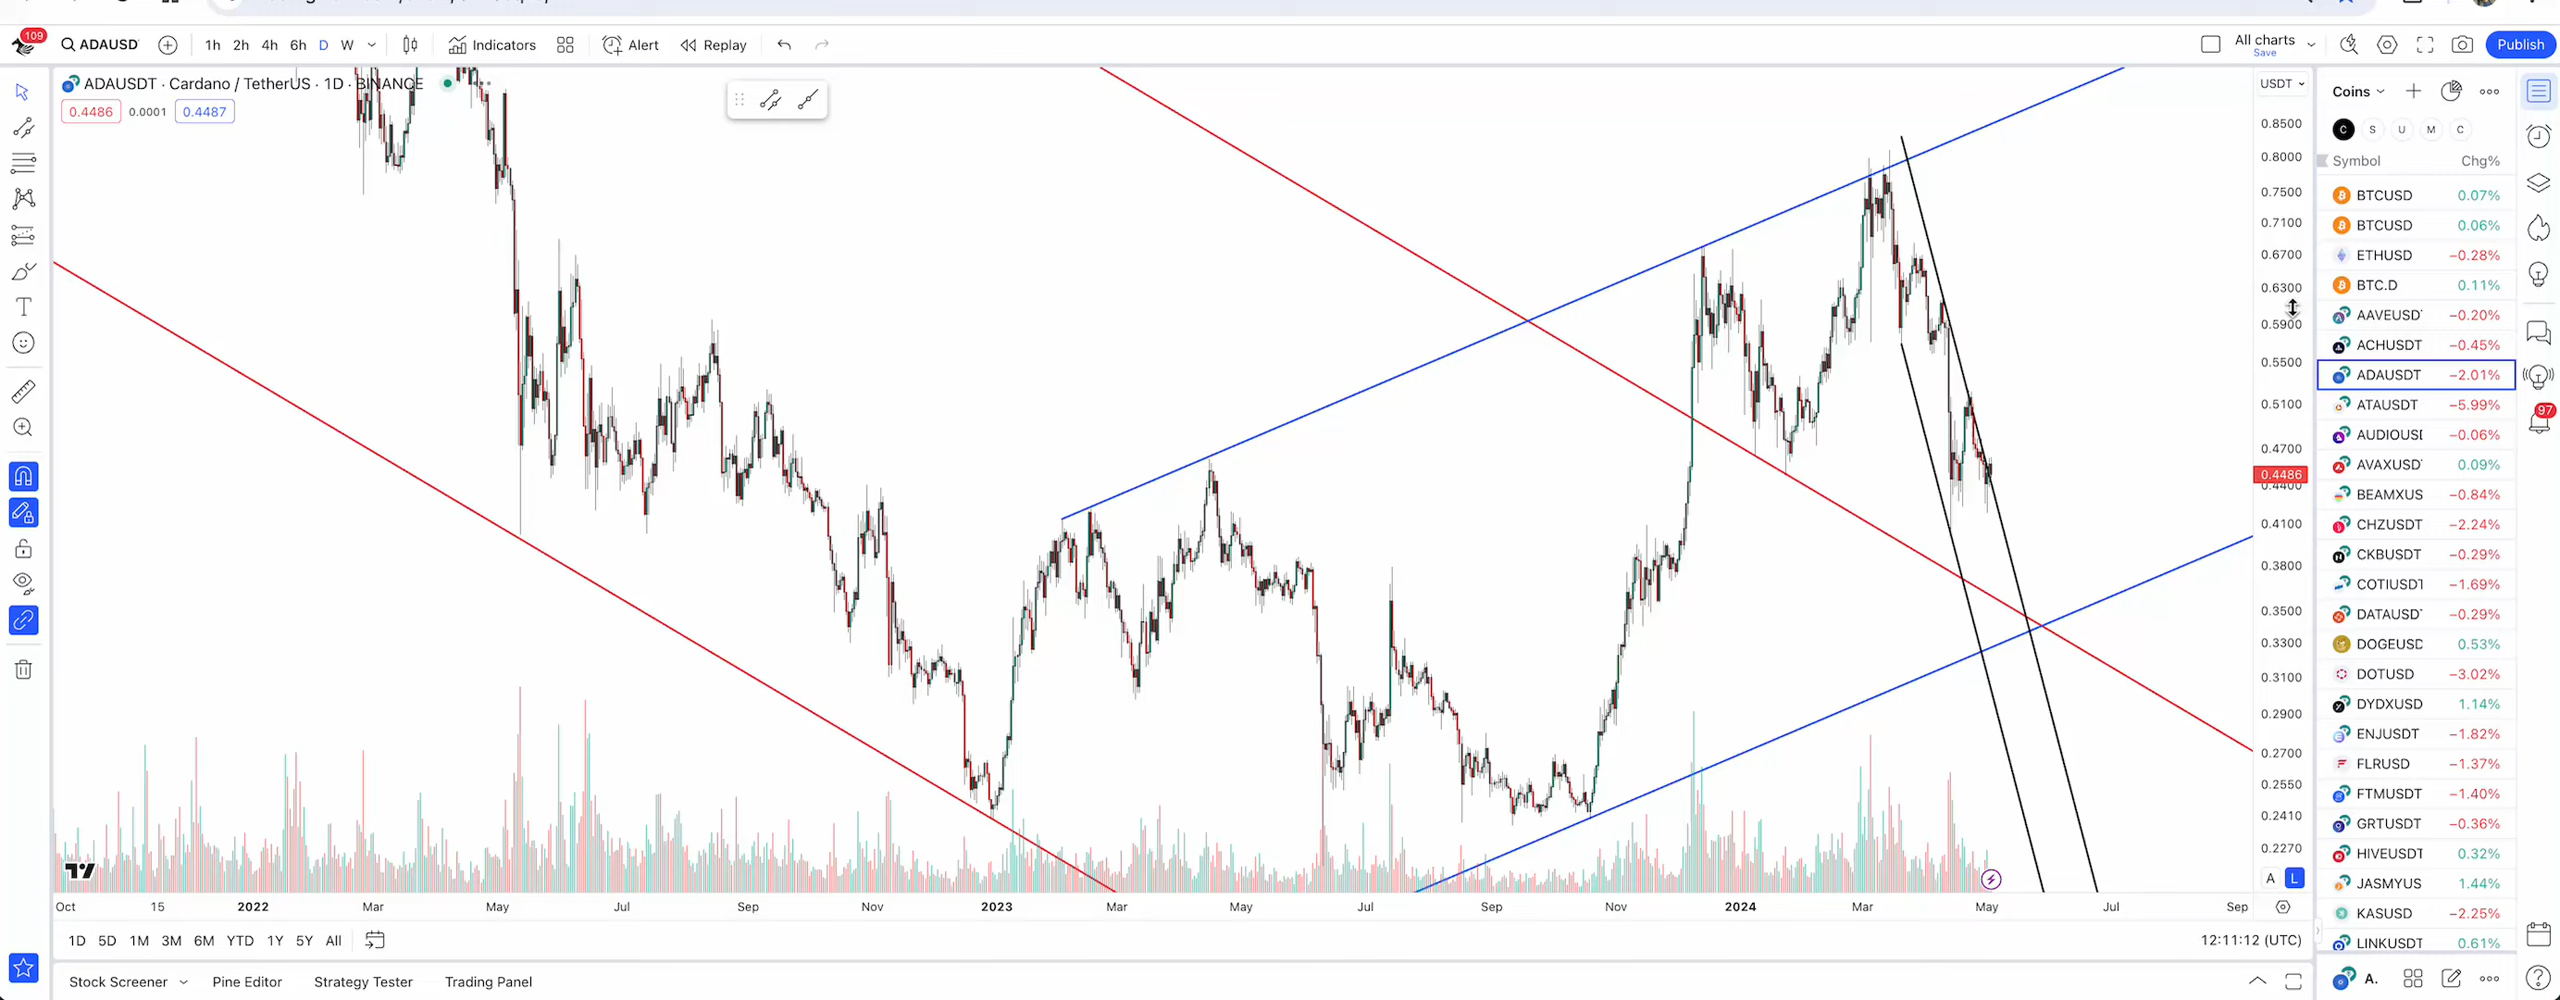 109
ADAUSD
1h 2h 4h 6h D W
Indicators
Alert
Replay
All charts
Save
Publish
ADAUSDT · Cardano / TetherUS · 1D · BINANCE
0.4486 0.0001 0.4487
USDT
0.8500
0.8000
0.7500
0.7100
0.6700
0.6300
0.5900
0.5500
0.5100
0.4700
0.4486
0.4400
0.4100
0.3800
0.3500
0.3300
0.3100
0.2900
0.2700
0.2550
0.2410
0.2270
A L
Oct 15 2022 Mar May Jul Sep Nov 2023 Mar May Jul Sep Nov 2024 Mar May Jul Sep
1D 5D 1M 3M 6M YTD 1Y 5Y All
12:11:12 (UTC)
Stock Screener
Pine Editor
Strategy Tester
Trading Panel
Coins
C S U M C
Symbol Chg%
BTCUSD 0.07%
BTCUSD 0.06%
ETHUSD −0.28%
BTC.D 0.11%
AAVEUSD −0.20%
ACHUSDT −0.45%
ADAUSDT −2.01%
ATAUSDT −5.99%
AUDIOUSI −0.06%
AVAXUSD 0.09%
BEAMXUS −0.84%
CHZUSDT −2.24%
CKBUSDT −0.29%
COTIUSDT −1.69%
DATAUSD −0.29%
DOGEUSD 0.53%
DOTUSD −3.02%
DYDXUSD 1.14%
ENJUSDT −1.82%
FLRUSD −1.37%
FTMUSDT −1.40%
GRTUSDT −0.36%
HIVEUSDT 0.32%
JASMYUS 1.44%
KASUSD −2.25%
LINKUSDT 0.61%
A.
97